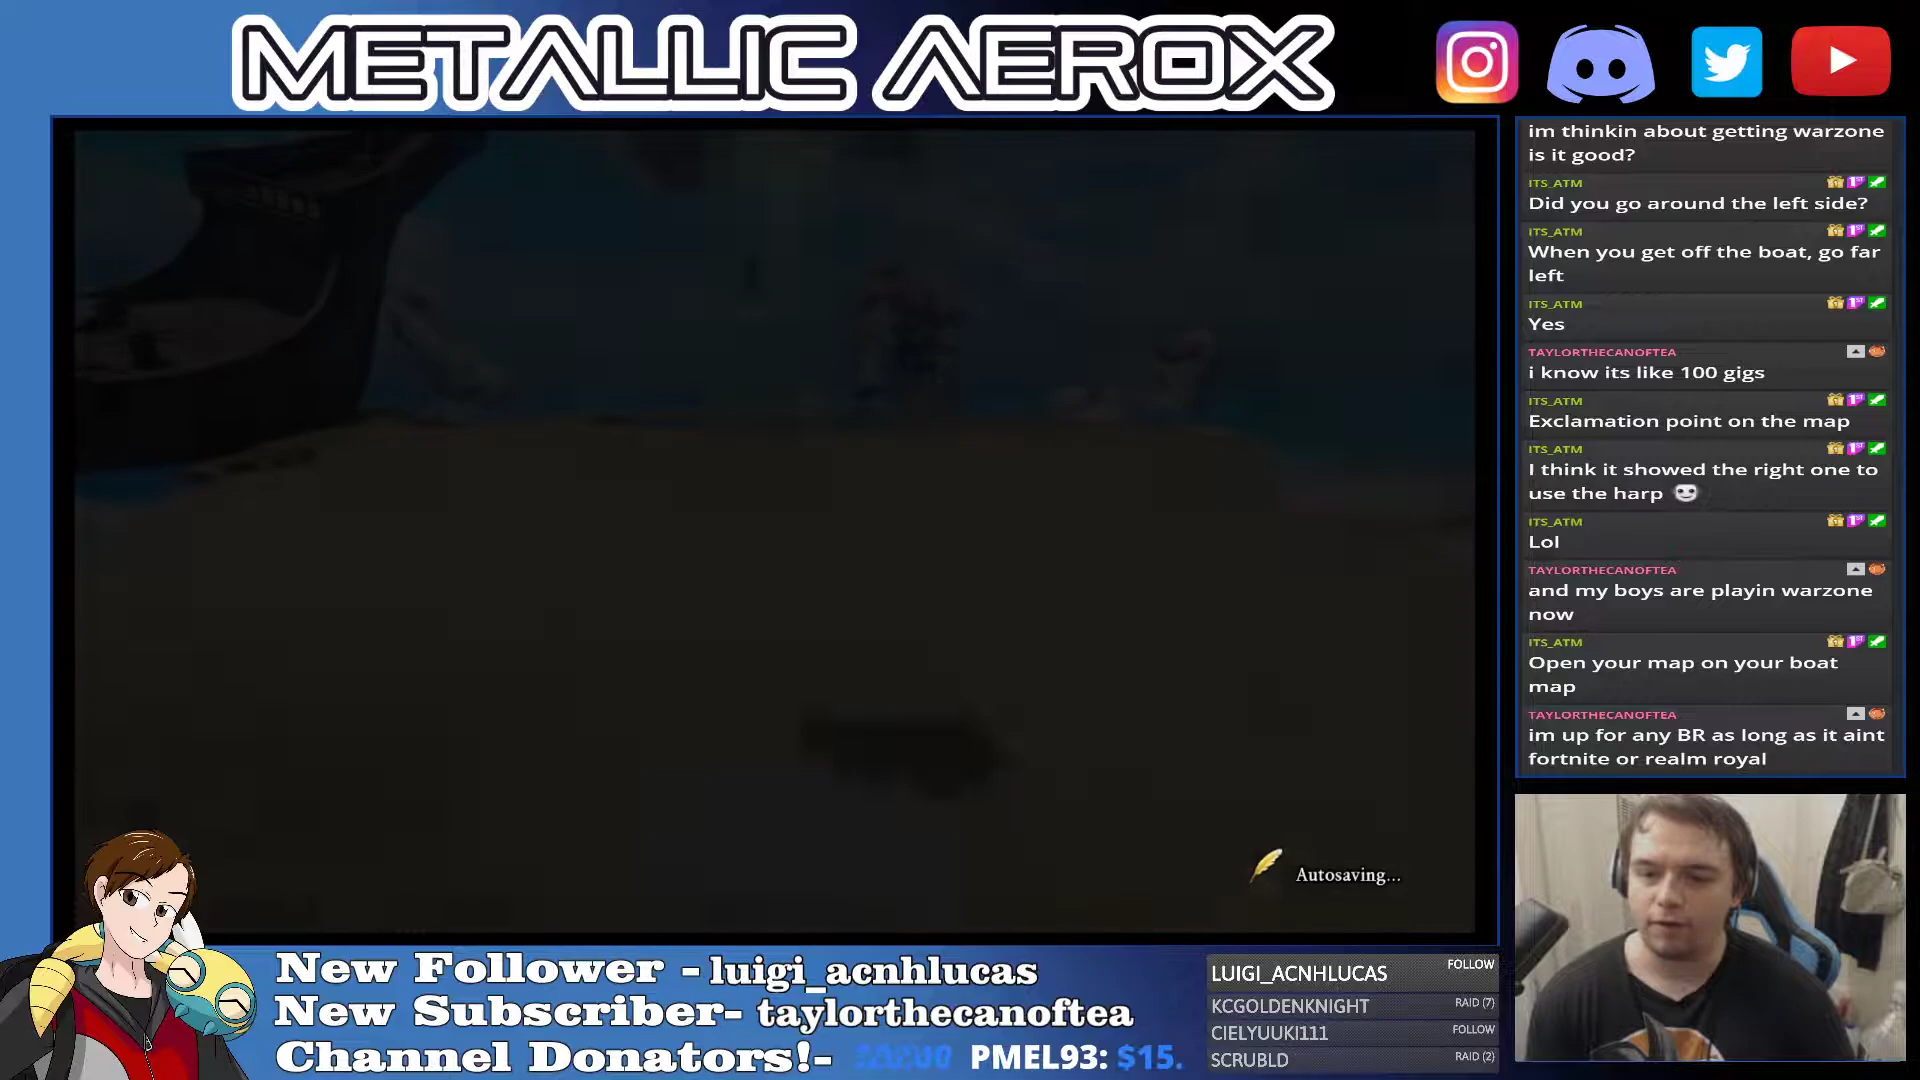 METALLIC AEROX
im thinkin about getting warzone
is it good?
ITS_ATM
Did you go around the left side?
ITS_ATM
When you get off the boat, go far
left
ITS_ATM
Yes
TAYLORTHECANOFTEA
i know its like 100 gigs
ITS_ATM
Exclamation point on the map
ITS_ATM
I think it showed the right one to
use the harp
ITS_ATM
Lol
TAYLORTHECANOFTEA
and my boys are playin warzone
now
ITS_ATM
Open your map on your boat
map
TAYLORTHECANOFTEA
im up for any BR as long as it aint
fortnite or realm royal
Autosaving...
New Follower - luigi_acnhlucas
New Subscriber- taylorthecanoftea
Channel Donators!- PMEL93: $15.
LUIGI_ACNHLUCAS FOLLOW
KCGOLDENKNIGHT RAID (7)
CIELYUUKI111 FOLLOW
SCRUBLD RAID (2)